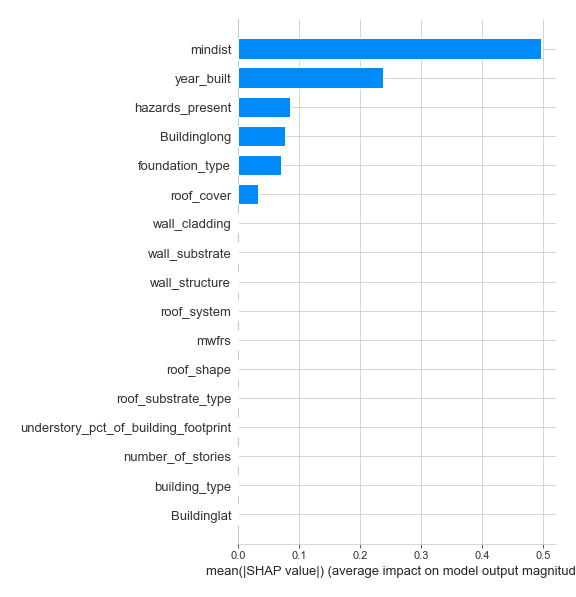 mindist
year_built
hazards_present
Buildinglong
foundation_type
roof_cover
wall_cladding
wall_substrate
wall_structure
roof_system
mwfrs
roof_shape
roof_substrate_type
understory_pct_of_building_footprint
number_of_stories
building_type
Buildinglat
0.0 0.1 0.2 0.3 0.4 0.5
mean(|SHAP value|) (average impact on model output magnitud